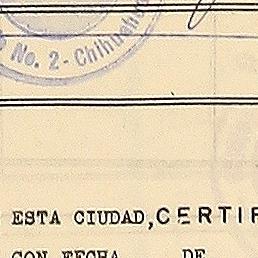 No. 2 - Chihuahua
ESTA CIUDAD, CERTIF
CON FECHA DE